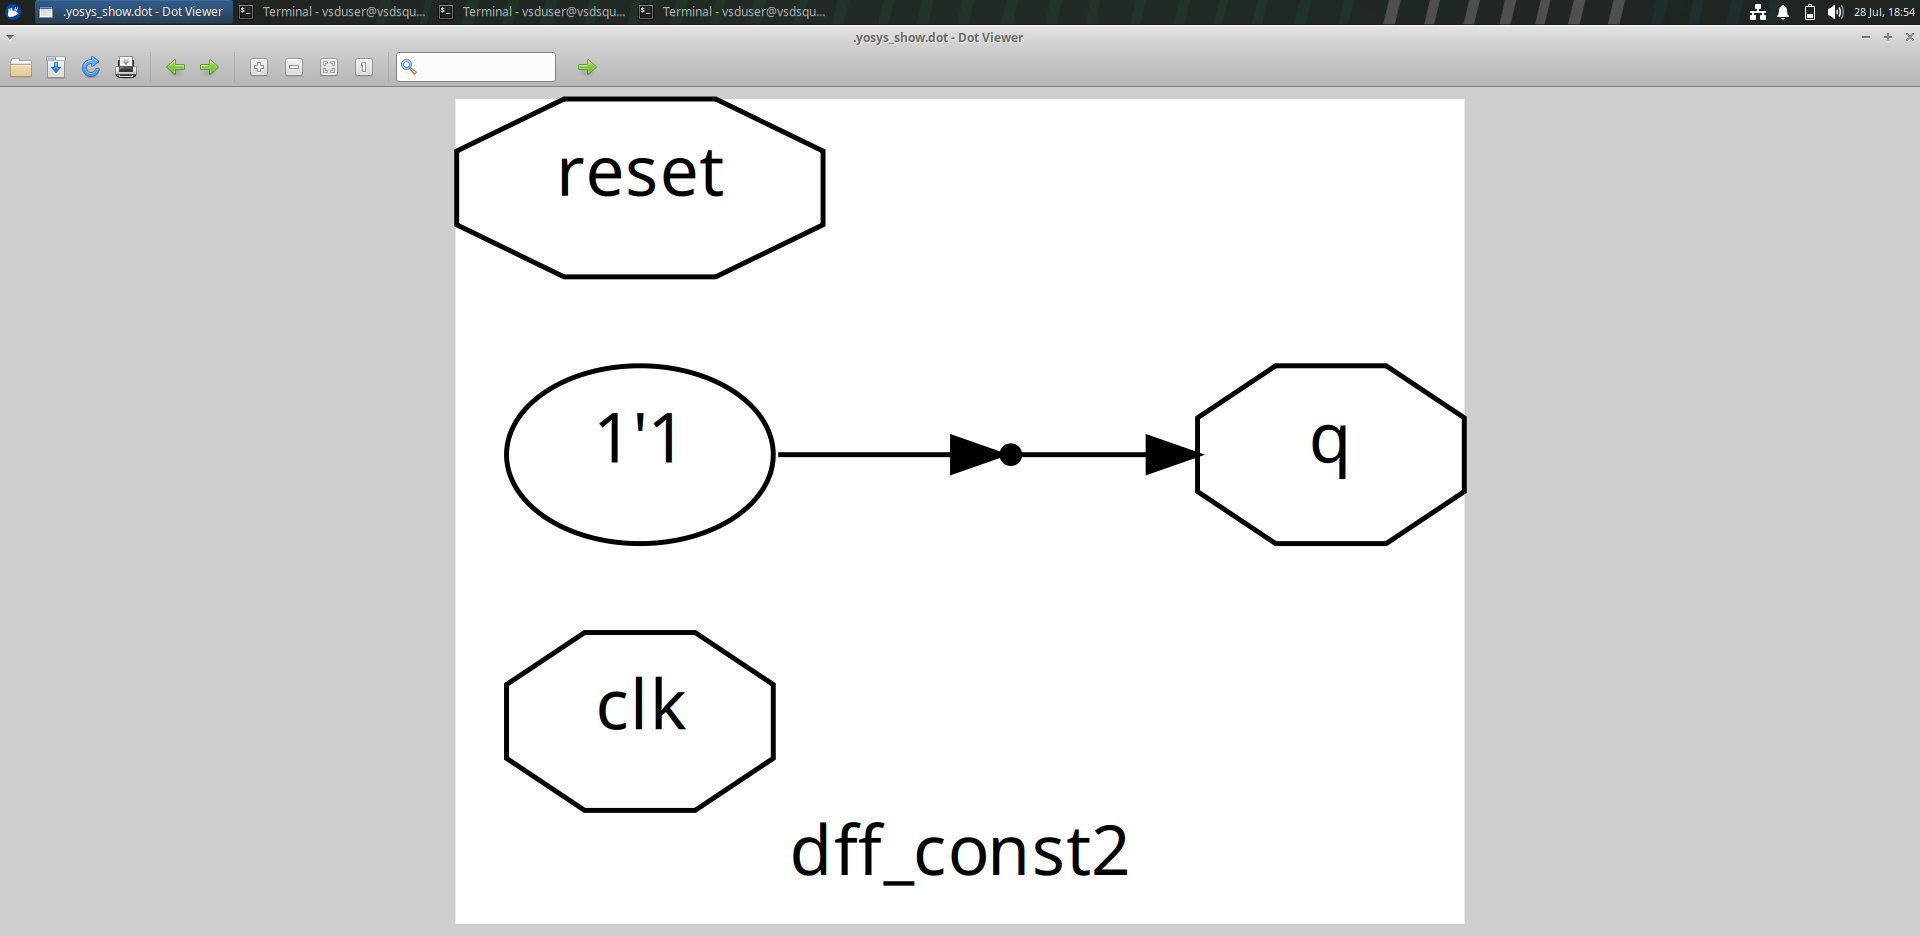 .yosys_show.dot - Dot Viewer
Terminal - vsduser@vsdsqu...
Terminal - vsduser@vsdsqu...
Terminal - vsduser@vsdsqu...
28 Jul, 18:54
.yosys_show.dot - Dot Viewer
reset
1'1
q
clk
dff_const2